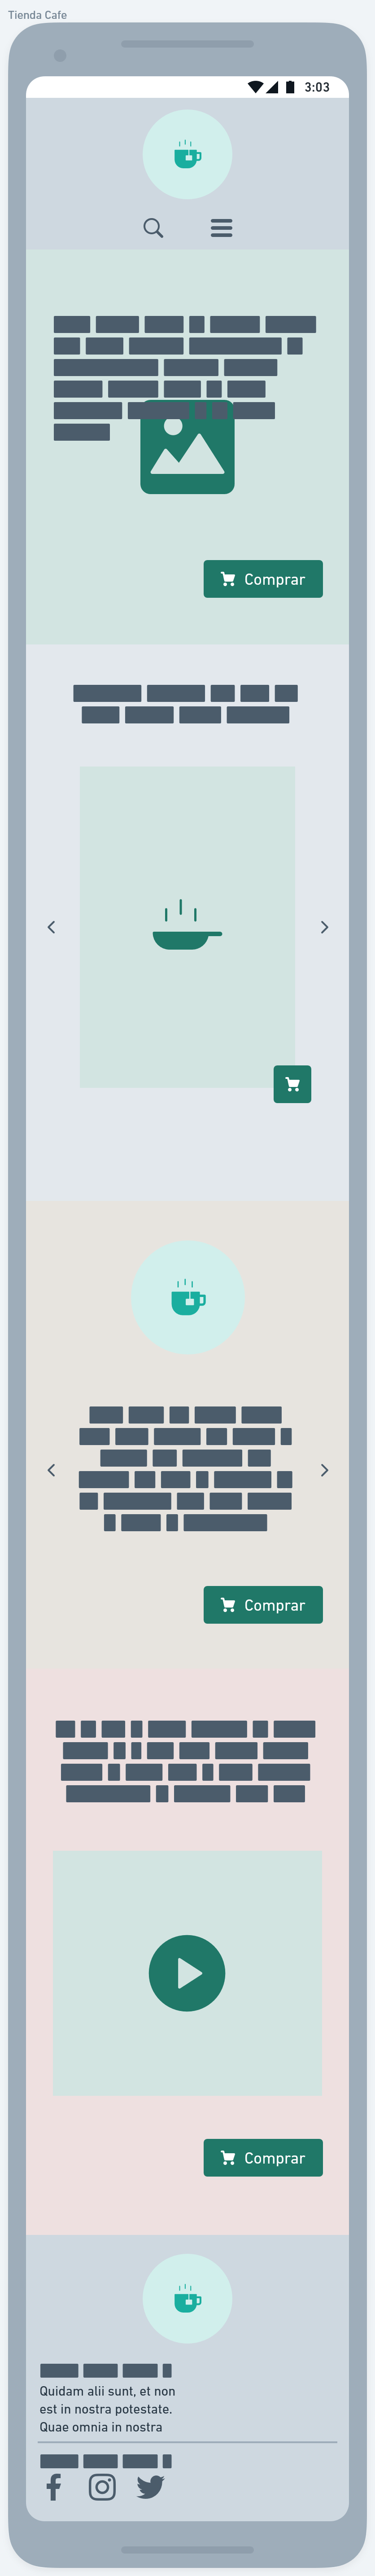 Tienda Cafe
3:03
Comprar
Comprar
Comprar
Quidam alii sunt, et non
est in nostra potestate.
Quae omnia in nostra